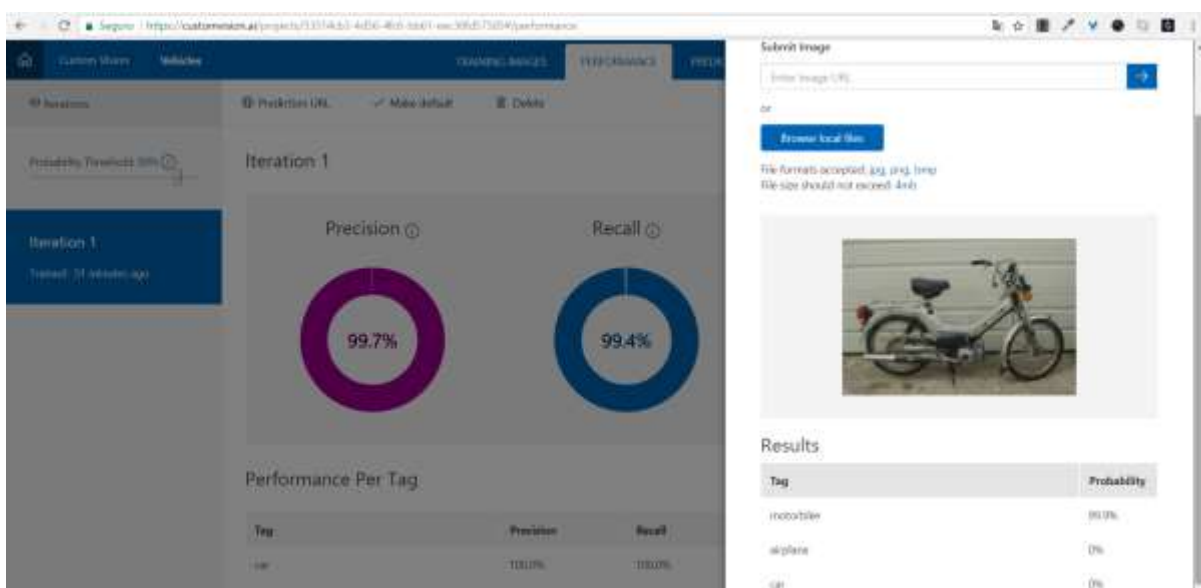 Seguro https://customvision.ai/projects/
Custom Vision Vehicles TRAINING IMAGES PERFORMANCE
Iterations
Prediction URL Make default Delete
Probability Threshold:
Iteration 1
Iteration 1
Trained: 31 minutes ago
Precision
Recall
99.7%
99.4%
Performance Per Tag
Tag Precision Recall
car 100.0% 100.0%
Submit Image
Enter Image URL
or
Browse local files
File formats accepted: jpg, png, bmp
File size should not exceed: 4mb
Results
Tag Probability
motorbike 99.9%
airplane 0%
car 0%